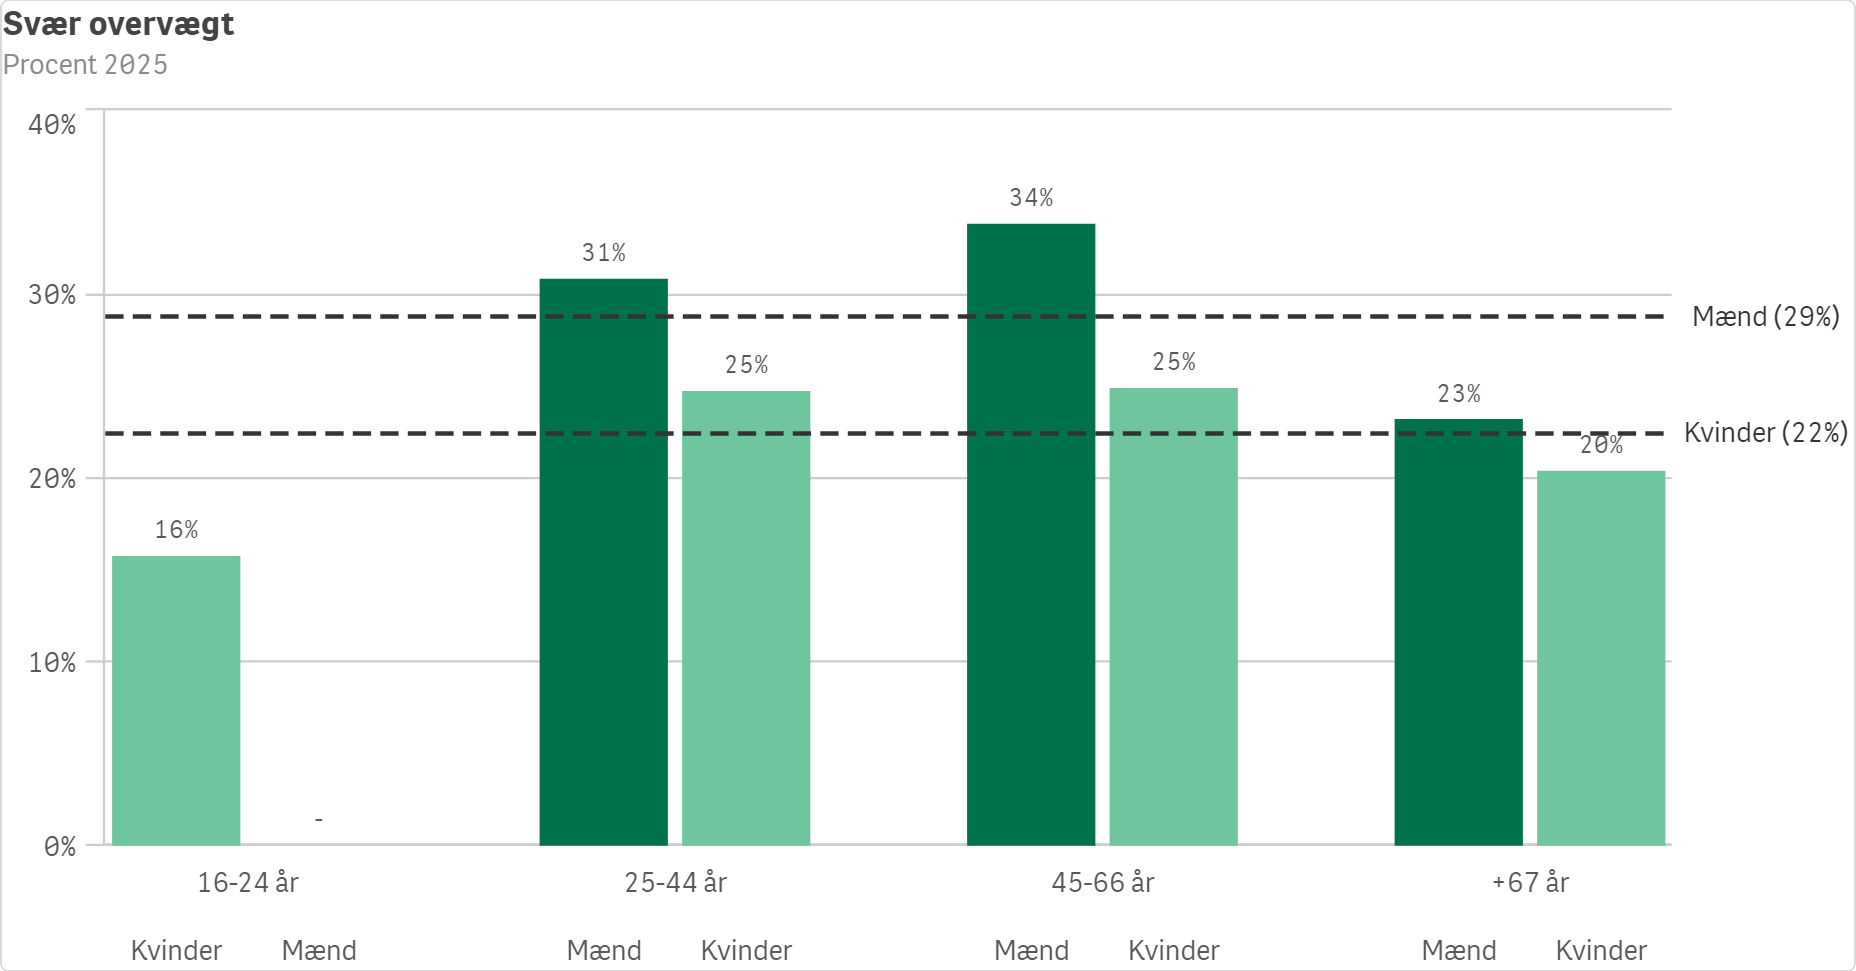 Svær overvægt
Procent 2025
40%
30%
20%
10%
0%
16%
-
31%
25%
34%
25%
23%
20%
Mænd (29%)
Kvinder (22%)
16-24 år
25-44 år
45-66 år
+67 år
Kvinder
Mænd
Mænd
Kvinder
Mænd
Kvinder
Mænd
Kvinder